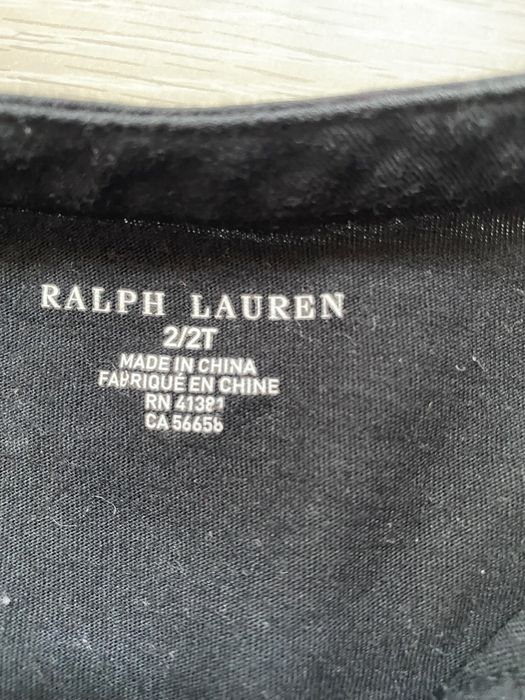 RALPH LAUREN
2/2T
MADE IN CHINA
FABRIQUÉ EN CHINE
RN 41381
CA 56656